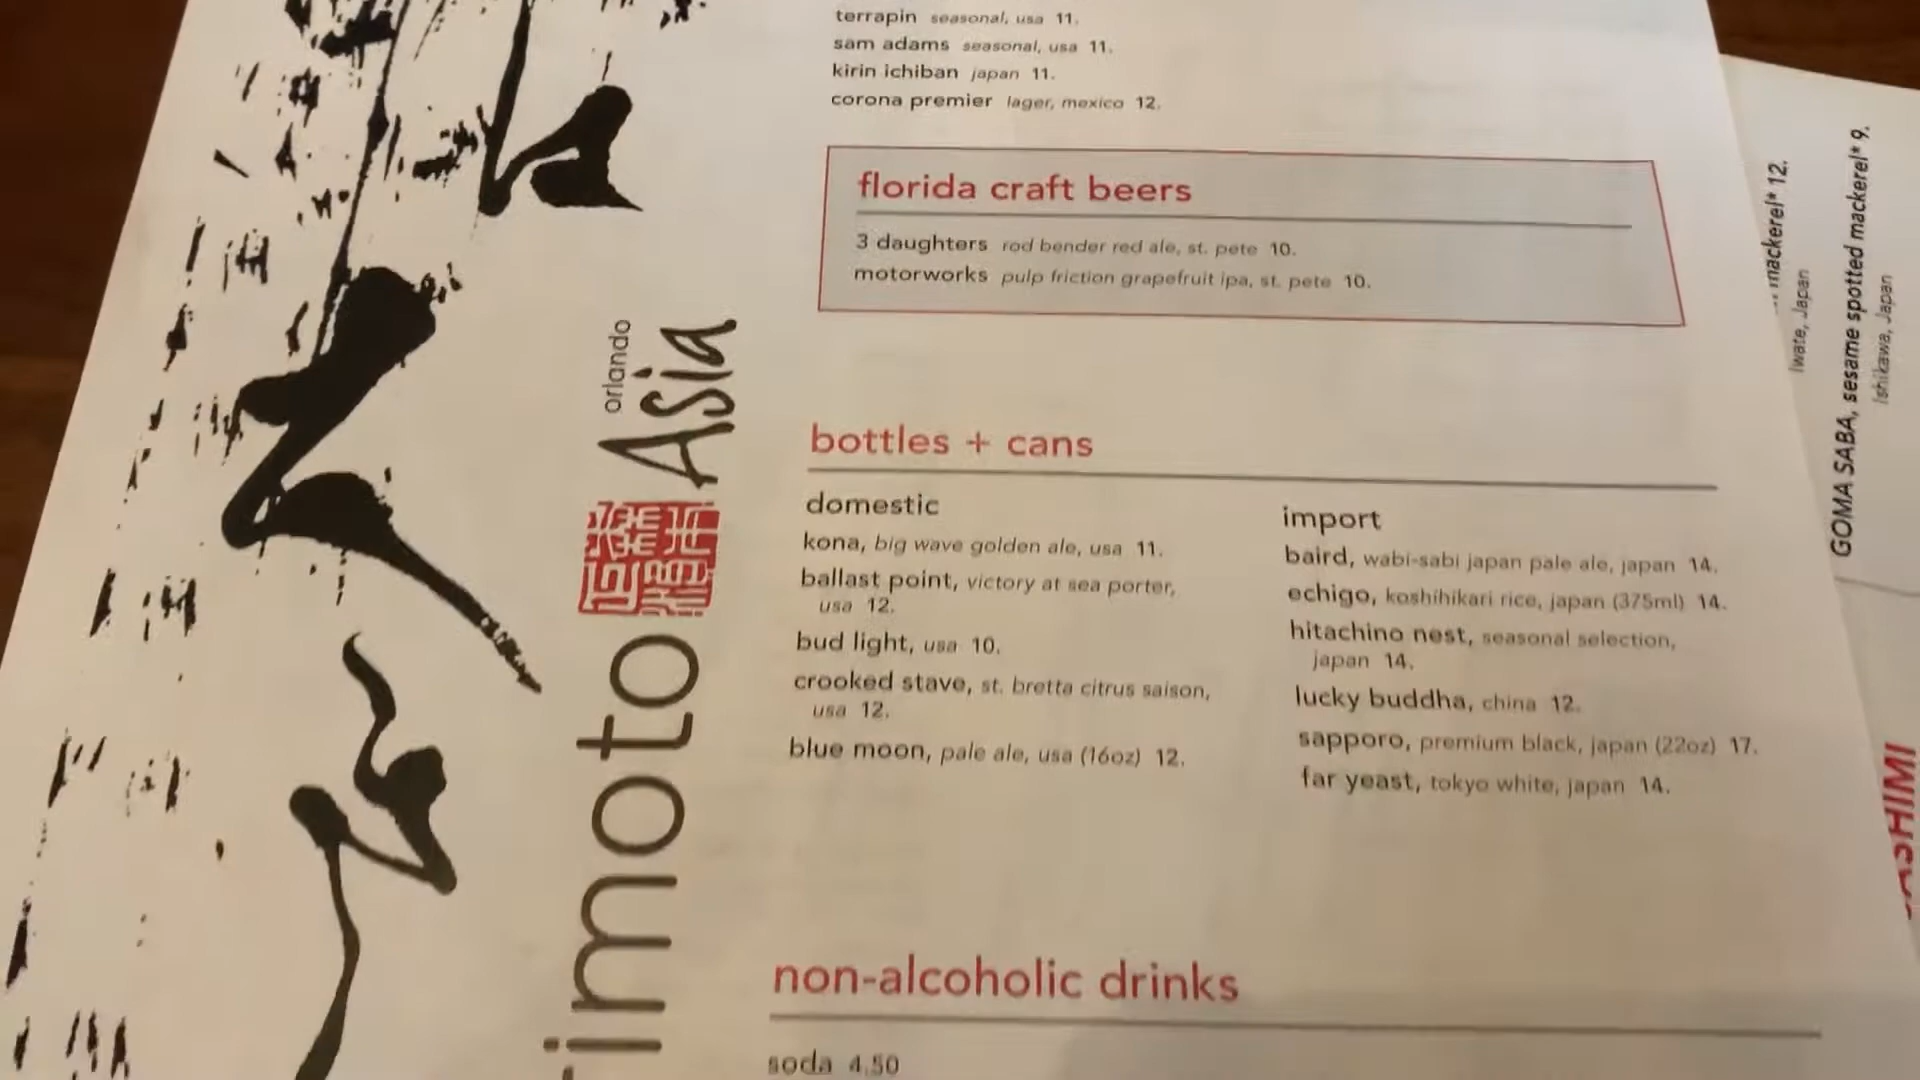 terrapin seasonal, usa 11.
sam adams seasonal, usa 11.
kirin ichiban japan 11.
corona premier lager, mexico 12.
florida craft beers
3 daughters rod bender red ale, st. pete 10.
motorworks pulp friction grapefruit ipa, st. pete 10.
bottles + cans
domestic
kona, big wave golden ale, usa 11.
ballast point, victory at sea porter,
usa 12.
bud light, usa 10.
crooked stave, st. bretta citrus saison,
usa 12.
blue moon, pale ale, usa (16oz) 12.
import
baird, wabi-sabi japan pale ale, japan 14.
echigo, koshihikari rice, japan (375ml) 14.
hitachino nest, seasonal selection,
japan 14.
lucky buddha, china 12.
sapporo, premium black, japan (22oz) 17.
far yeast, tokyo white, japan 14.
non-alcoholic drinks
soda 4.50
imoto
orlando
Asia
mackerel* 12.
Iwate, Japan
GOMA SABA, sesame spotted mackerel* 9.
Ishikawa, Japan
ASHIMI